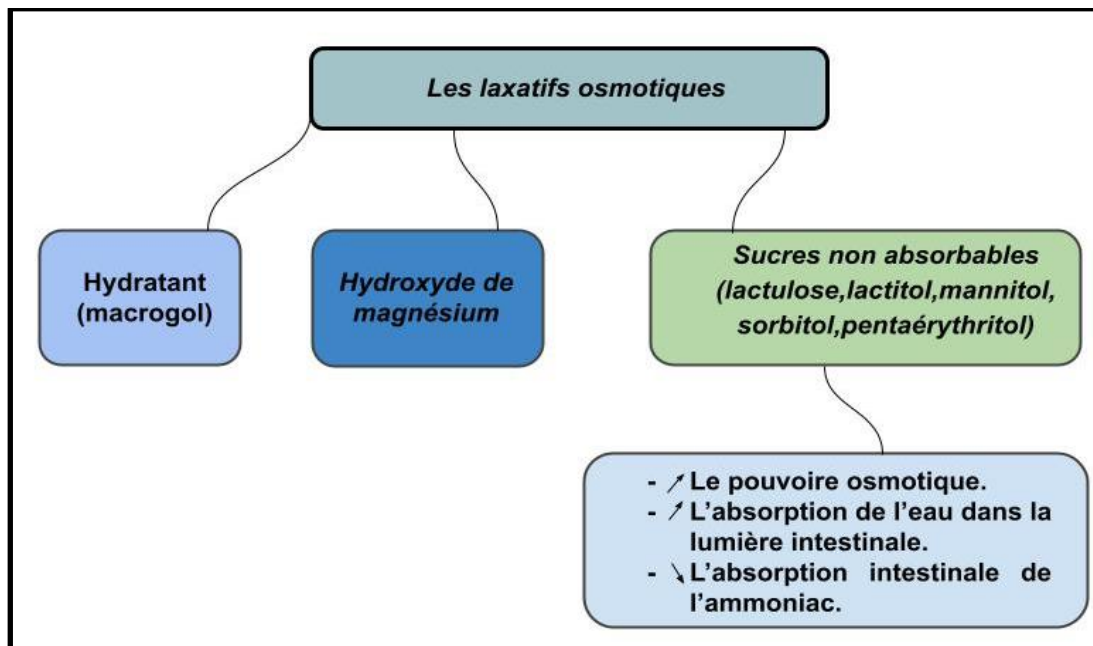 Les laxatifs osmotiques
Hydratant
(macrogol)
Hydroxyde de
magnésium
Sucres non absorbables
(lactulose,lactitol,mannitol,
sorbitol,pentaérythritol)
- ↗ Le pouvoire osmotique.
- ↗ L'absorption de l'eau dans la
lumière intestinale.
- ↘ L'absorption intestinale de
l'ammoniac.